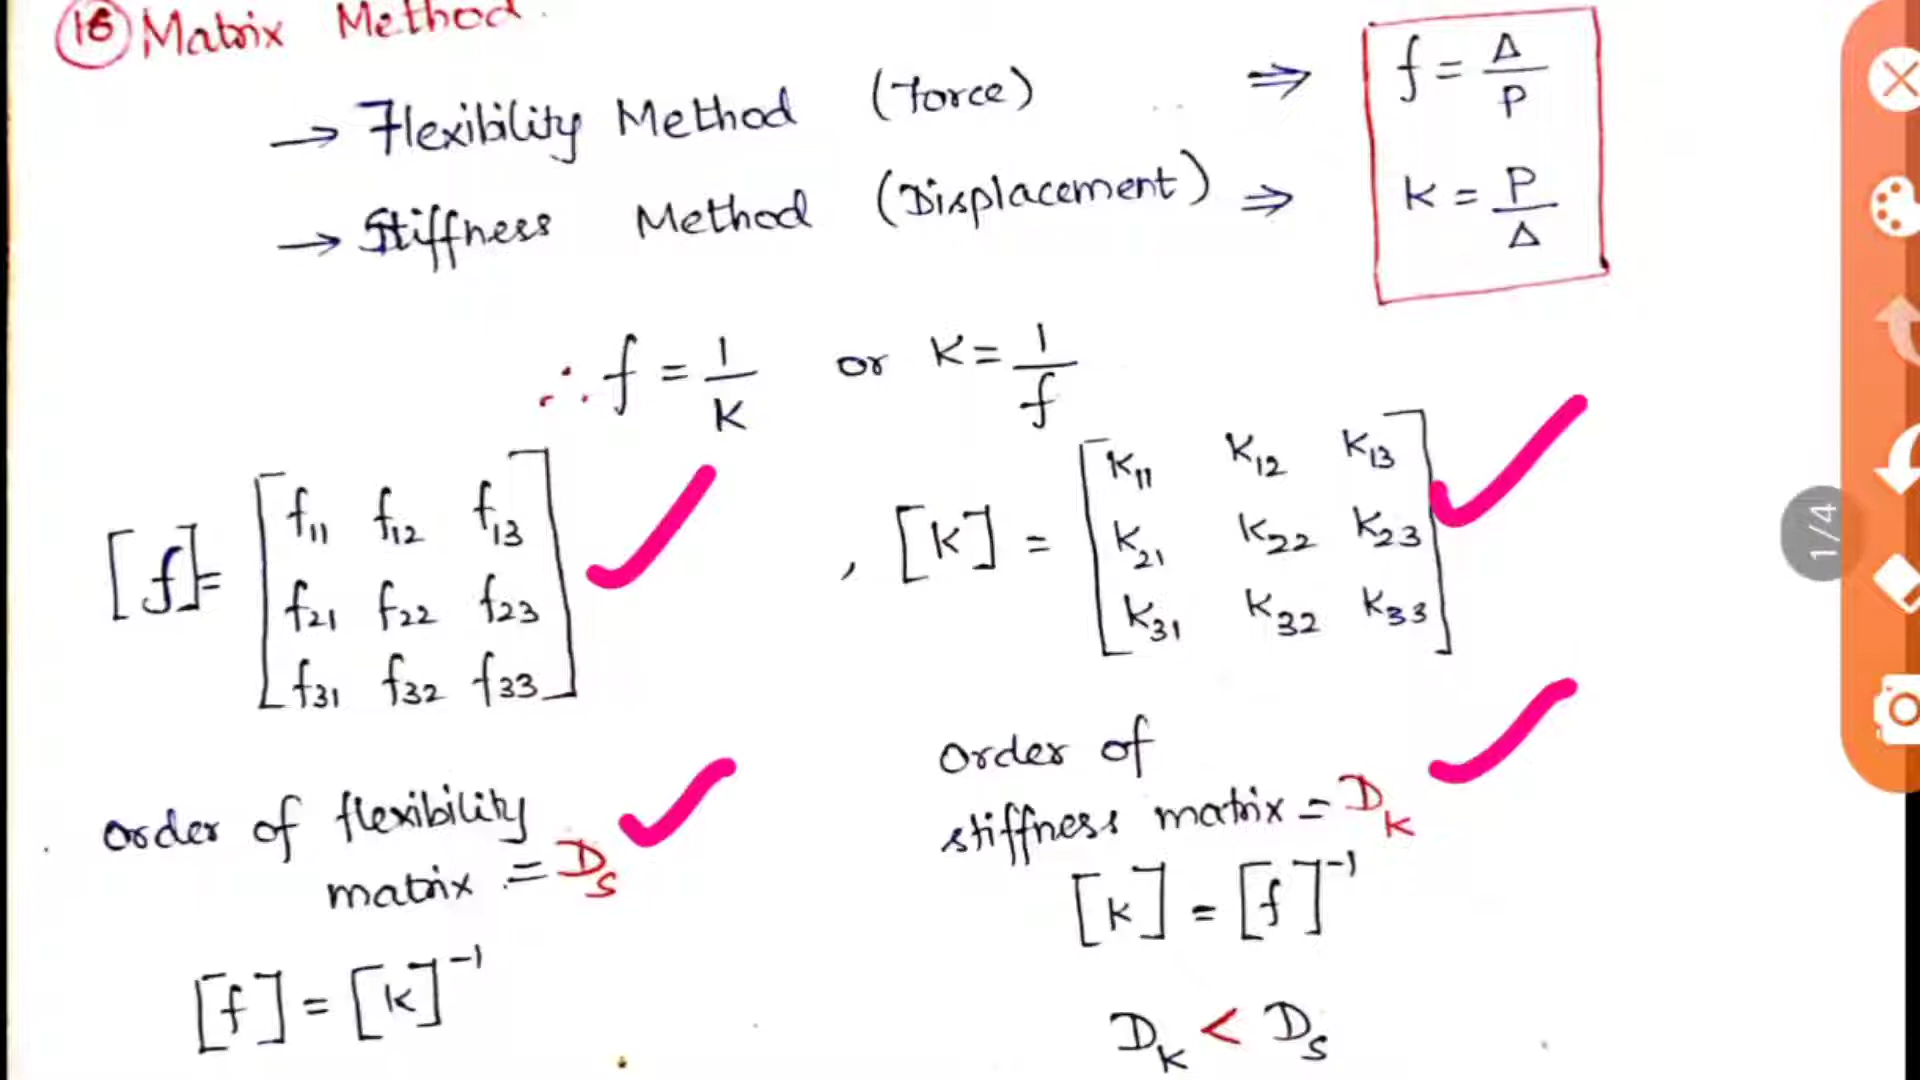 16 Matrix Method.
→ Flexibility Method (Force) ⇒ f = Δ/P
→ Stiffness Method (Displacement) ⇒ K = P/Δ
∴ f = 1/K or K = 1/f
[f] = [f11 f12 f13
f21 f22 f23
f31 f32 f33]
, [K] = [K11 K12 K13
K21 K22 K23
K31 K32 K33]
order of flexibility
matrix = Ds
[f] = [K]⁻¹
order of
stiffness matrix = DK
[K] = [f]⁻¹
DK < Ds
1/4